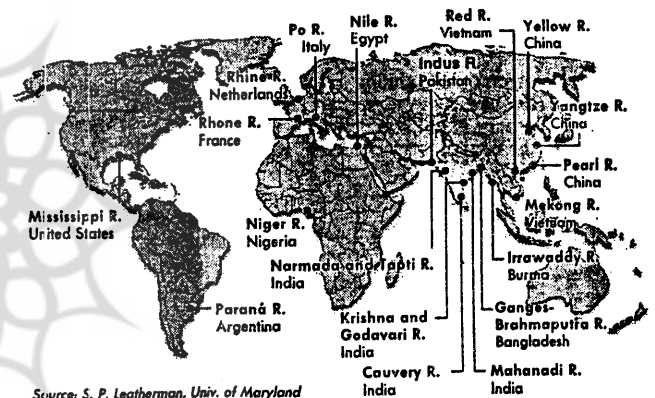 Po R.
Italy
Nile R.
Egypt
Red R.
Vietnam
Yellow R.
China
Rhine R.
Netherlands
Indus R.
Pakistan
Yangtze R.
China
Rhone R.
France
Pearl R.
China
Mississippi R.
United States
Niger R.
Nigeria
Mekong R.
Vietnam
Narmada and Tapti R.
India
Irrawaddy R.
Burma
Paraná R.
Argentina
Krishna and
Godavari R.
India
Ganges-
Brahmaputra R.
Bangladesh
Cauvery R.
India
Mahanadi R.
India
Source: S. P. Leatherman, Univ. of Maryland